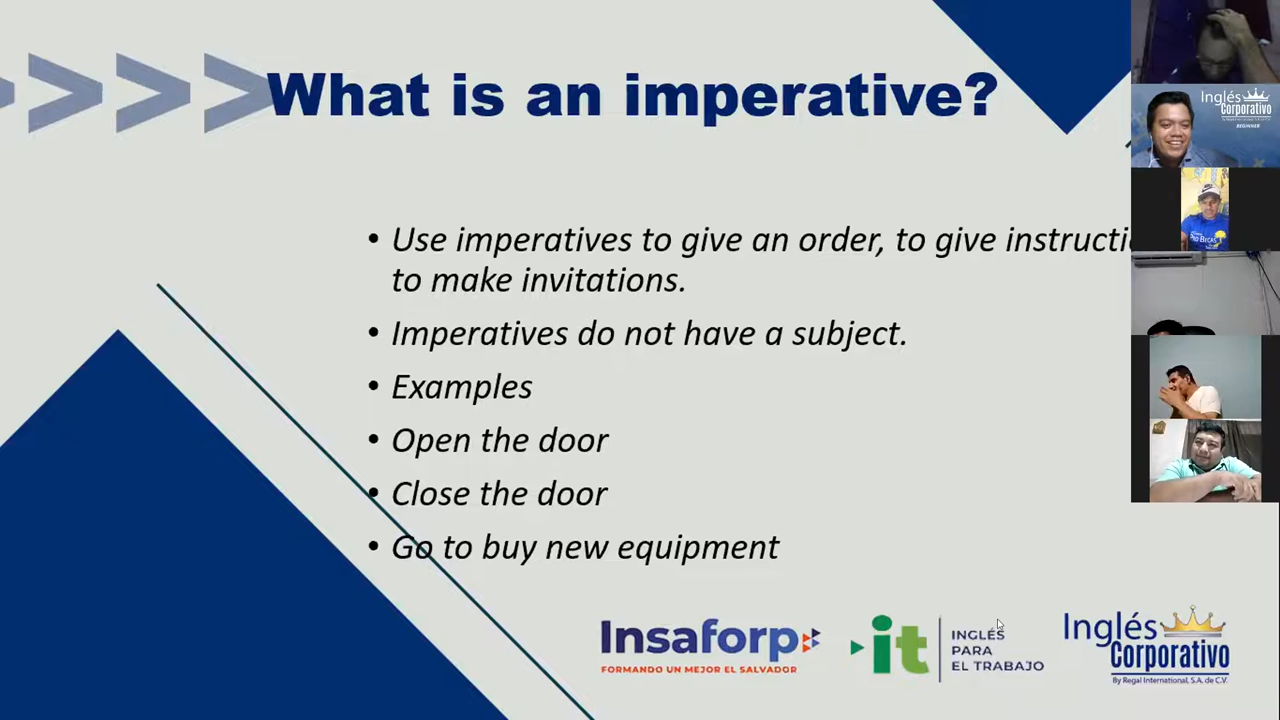 What is an imperative?
• Use imperatives to give an order, to give
to make invitations.
• Imperatives do not have a subject.
• Examples
• Open the door
• Close the door
• Go to buy new equipment
Insaforp
FORMANDO UN MEJOR EL SALVADOR
it
INGLÉS
PARA
EL TRABAJO
Inglés
Corporativo
By Regal International, S.A. de C.V.
Inglés
Corporativo
BEGINNER